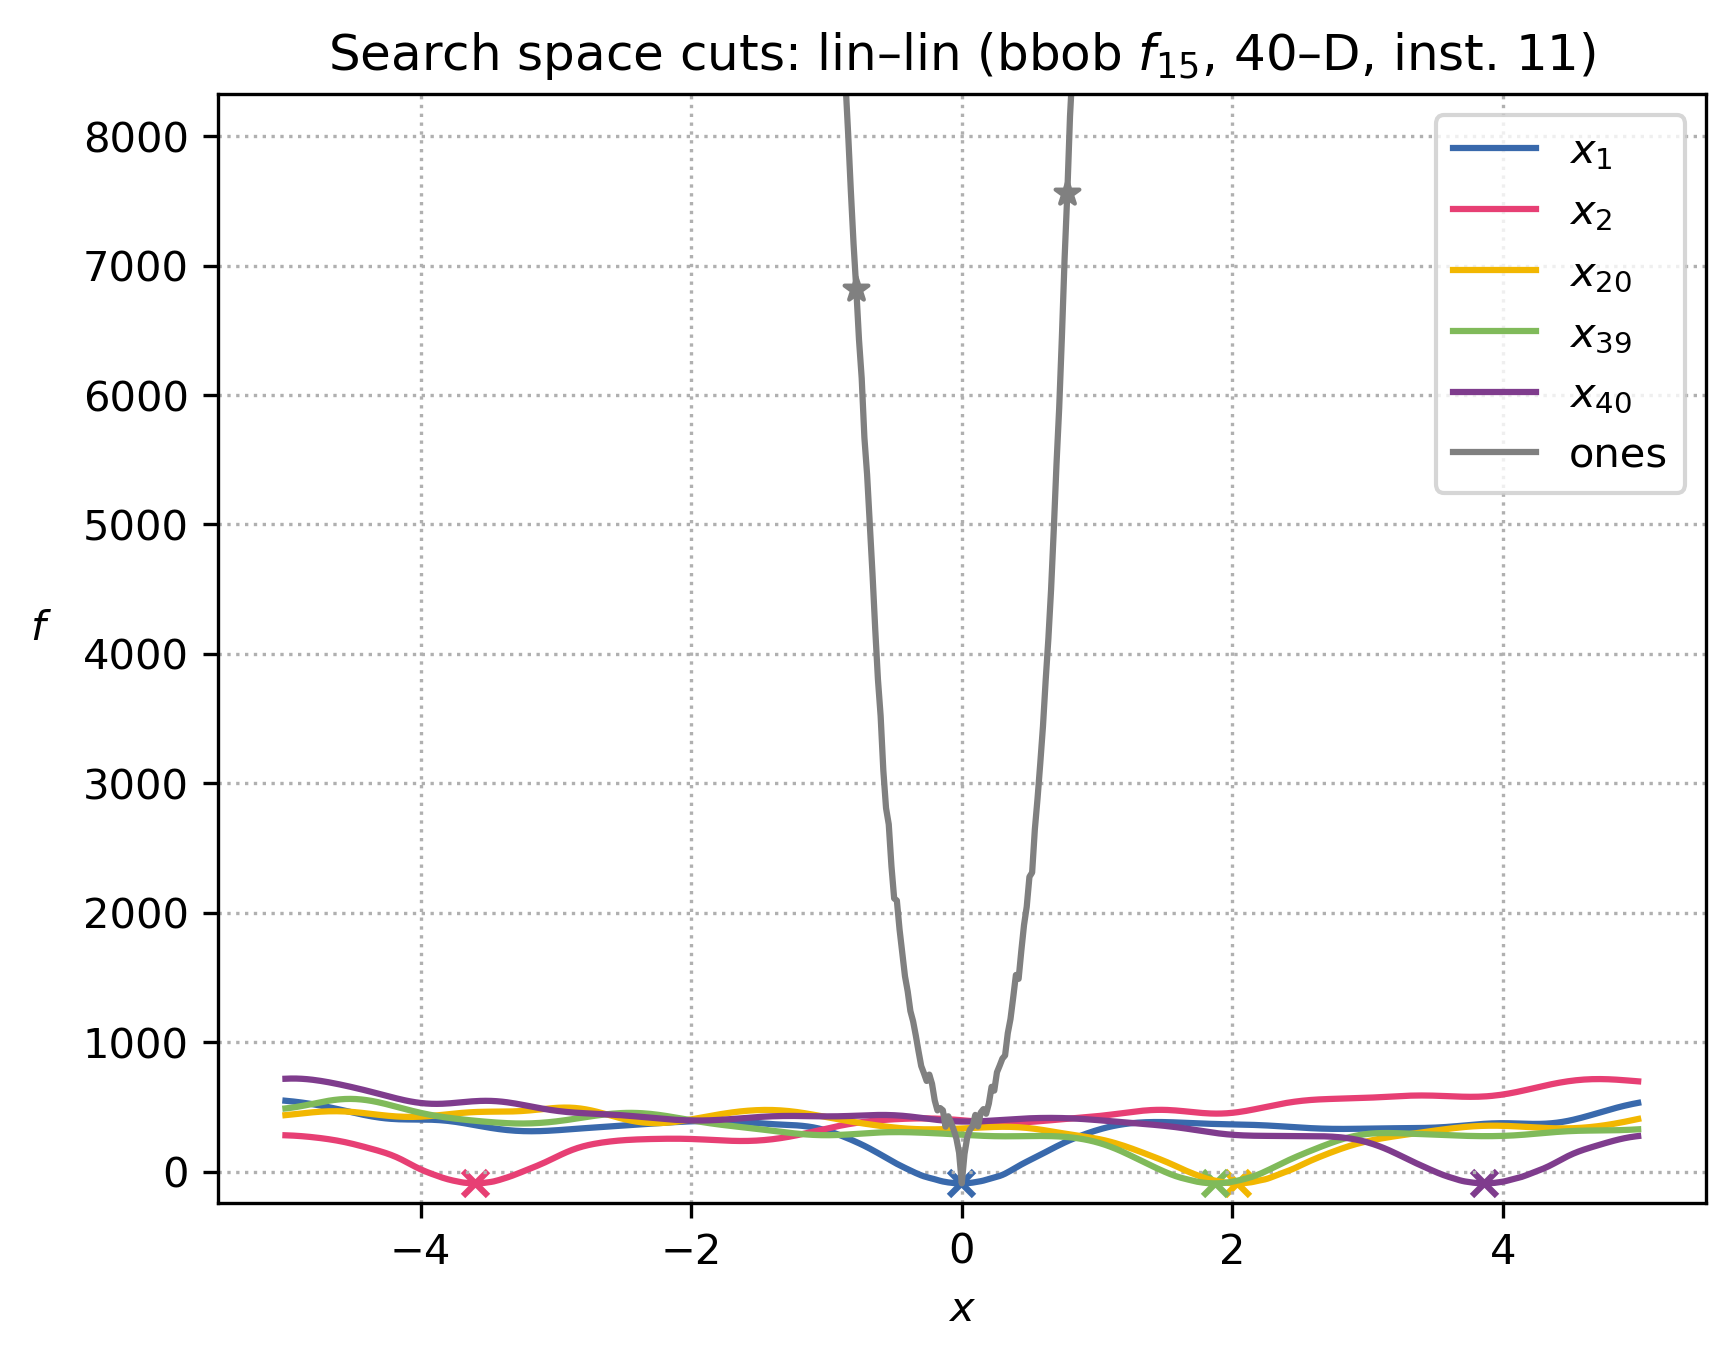 Search space cuts: lin–lin (bbob f₁₅, 40–D, inst. 11)
8000
7000
6000
5000
4000
3000
2000
1000
0
f
x₁
x₂
x₂₀
x₃₉
x₄₀
ones
−4
−2
0
2
4
x